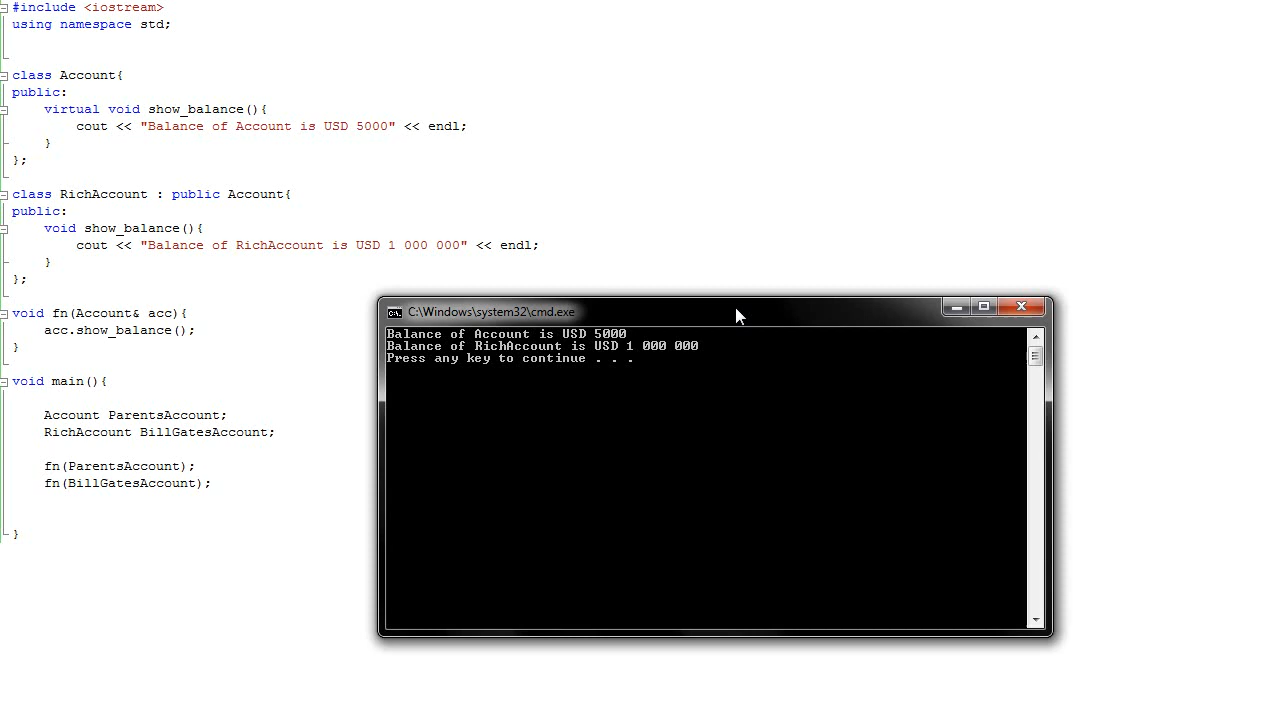 #include <iostream>
using namespace std;
class Account{
public:
virtual void show_balance(){
cout << "Balance of Account is USD 5000" << endl;
}
};
class RichAccount : public Account{
public:
void show_balance(){
cout << "Balance of RichAccount is USD 1 000 000" << endl;
}
};
void fn(Account& acc){
acc.show_balance();
}
void main(){
Account ParentsAccount;
RichAccount BillGatesAccount;
fn(ParentsAccount);
fn(BillGatesAccount);
}
C:\Windows\system32\cmd.exe
Balance of Account is USD 5000
Balance of RichAccount is USD 1 000 000
Press any key to continue . . .